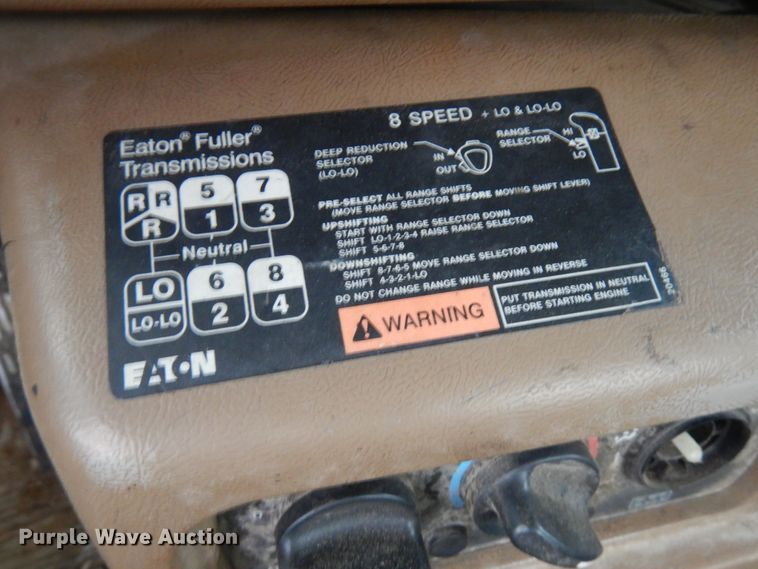 8 SPEED + LO & LO-LO
Eaton® Fuller®
Transmissions
R R
R
5
1
7
3
Neutral
LO
LO-LO
6
2
8
4
EATON
DEEP REDUCTION
SELECTOR
(LO-LO)
IN
OUT
RANGE
SELECTOR
HI
LO
PRE-SELECT ALL RANGE SHIFTS
(MOVE RANGE SELECTOR BEFORE MOVING SHIFT LEVER)
UPSHIFTING
START WITH RANGE SELECTOR DOWN
SHIFT LO-1-2-3-4 RAISE RANGE SELECTOR
SHIFT 5-6-7-8
DOWNSHIFTING
SHIFT 8-7-6-5 MOVE RANGE SELECTOR DOWN
SHIFT 4-3-2-1-LO
DO NOT CHANGE RANGE WHILE MOVING IN REVERSE
WARNING
PUT TRANSMISSION IN NEUTRAL
BEFORE STARTING ENGINE
20466
Purple Wave Auction